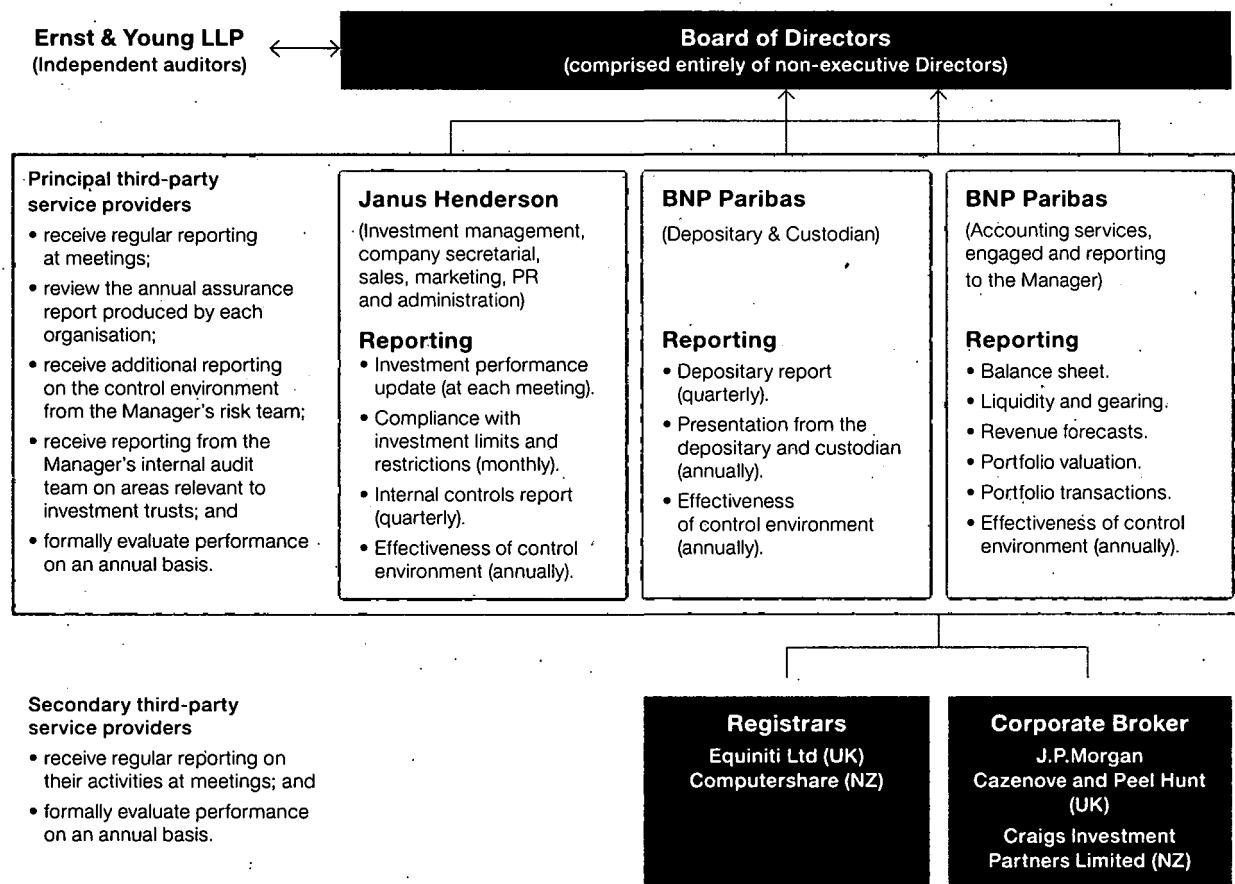 Ernst & Young LLP
(Independent auditors)
Board of Directors
(comprised entirely of non-executive Directors)
Principal third-party
service providers
• receive regular reporting
at meetings;
• review the annual assurance
report produced by each
organisation;
• receive additional reporting
on the control environment
from the Manager's risk team;
• receive reporting from the
Manager's internal audit
team on areas relevant to
investment trusts; and
• formally evaluate performance
on an annual basis.
Janus Henderson
(Investment management,
company secretarial,
sales, marketing, PR
and administration)
Reporting
• Investment performance
update (at each meeting).
• Compliance with
investment limits and
restrictions (monthly).
• Internal controls report
(quarterly).
• Effectiveness of control
environment (annually).
BNP Paribas
(Depositary & Custodian)
Reporting
• Depositary report
(quarterly).
• Presentation from the
depositary and custodian
(annually).
• Effectiveness
of control environment
(annually).
BNP Paribas
(Accounting services,
engaged and reporting
to the Manager)
Reporting
• Balance sheet.
• Liquidity and gearing.
• Revenue forecasts.
• Portfolio valuation.
• Portfolio transactions.
• Effectiveness of control
environment (annually).
Secondary third-party
service providers
• receive regular reporting on
their activities at meetings; and
• formally evaluate performance
on an annual basis.
Registrars
Equiniti Ltd (UK)
Computershare (NZ)
Corporate Broker
J.P.Morgan
Cazenove and Peel Hunt
(UK)
Craigs Investment
Partners Limited (NZ)